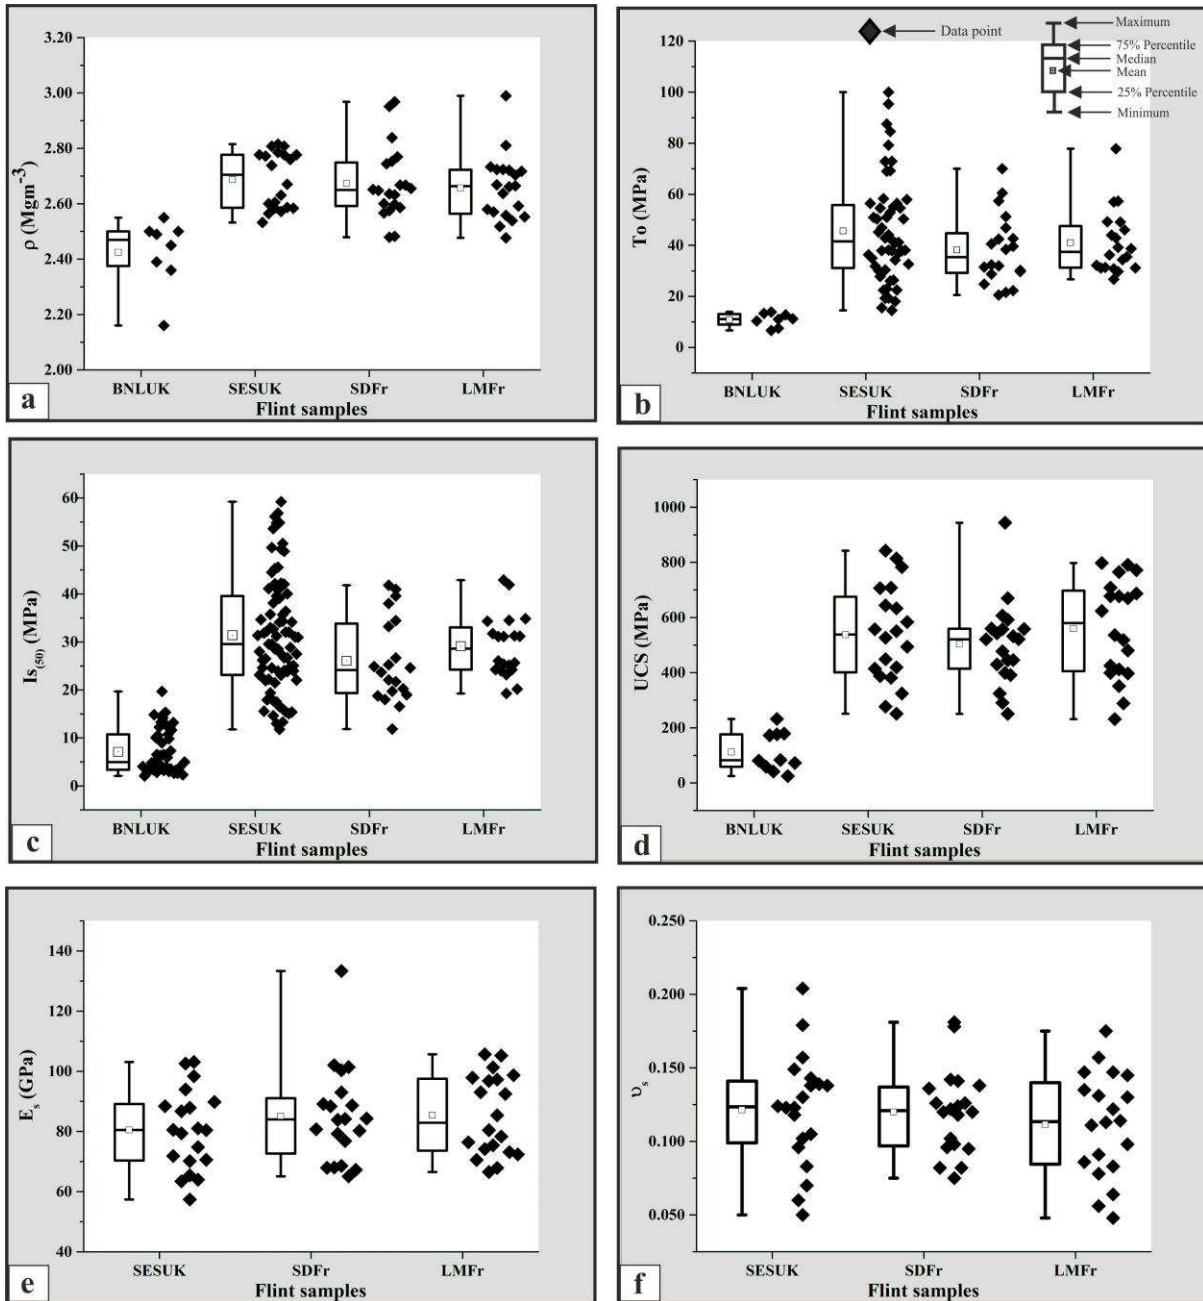 3.20
3.00
2.80
2.60
2.40
2.20
2.00
ρ (Mgm-3)
BNLUK SESUK SDFr LMFr
Flint samples
a
Data point
Maximum
75% Percentile
Median
Mean
25% Percentile
Minimum
120
100
80
60
40
20
0
To (MPa)
BNLUK SESUK SDFr LMFr
Flint samples
b
60
50
40
30
20
10
0
Is(50) (MPa)
BNLUK SESUK SDFr LMFr
Flint samples
c
1000
800
600
400
200
0
UCS (MPa)
BNLUK SESUK SDFr LMFr
Flint samples
d
140
120
100
80
60
40
Es (GPa)
SESUK SDFr LMFr
Flint samples
e
0.250
0.200
0.150
0.100
0.050
υs
SESUK SDFr LMFr
Flint samples
f